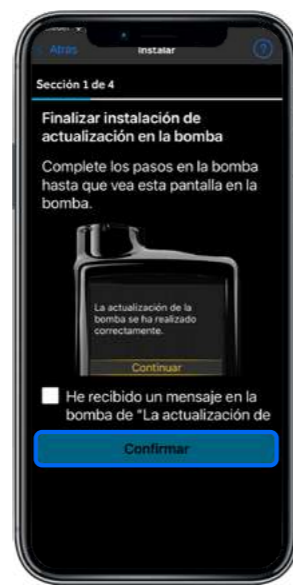 Atrás
Instalar
?
Sección 1 de 4
Finalizar instalación de
actualización en la bomba
Complete los pasos en la bomba
hasta que vea esta pantalla en la
bomba.
La actualización de la
bomba se ha realizado
correctamente.
Continuar
He recibido un mensaje en la
bomba de "La actualización de
Confirmar